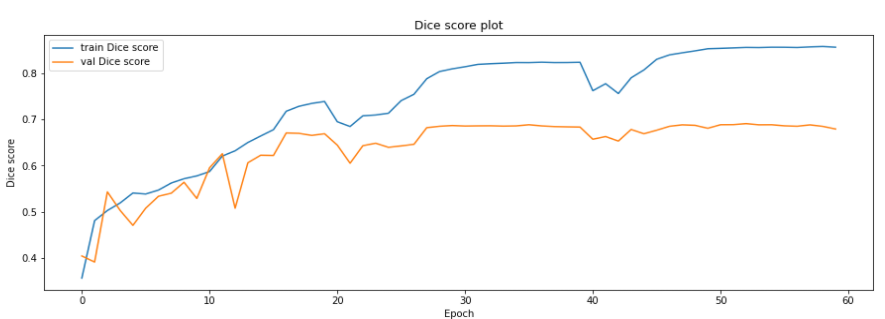 Dice score plot
train Dice score
val Dice score
0.8
0.7
0.6
0.5
0.4
Dice score
0 10 20 30 40 50 60
Epoch